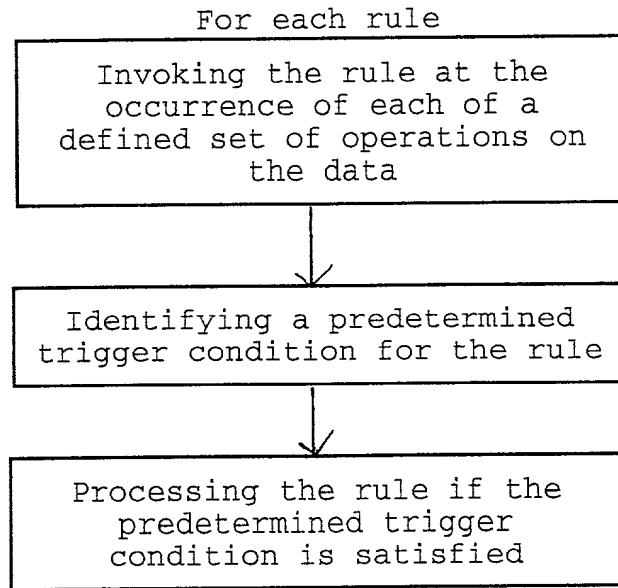 For each rule
Invoking the rule at the
occurrence of each of a
defined set of operations on
the data
Identifying a predetermined
trigger condition for the rule
Processing the rule if the
predetermined trigger
condition is satisfied